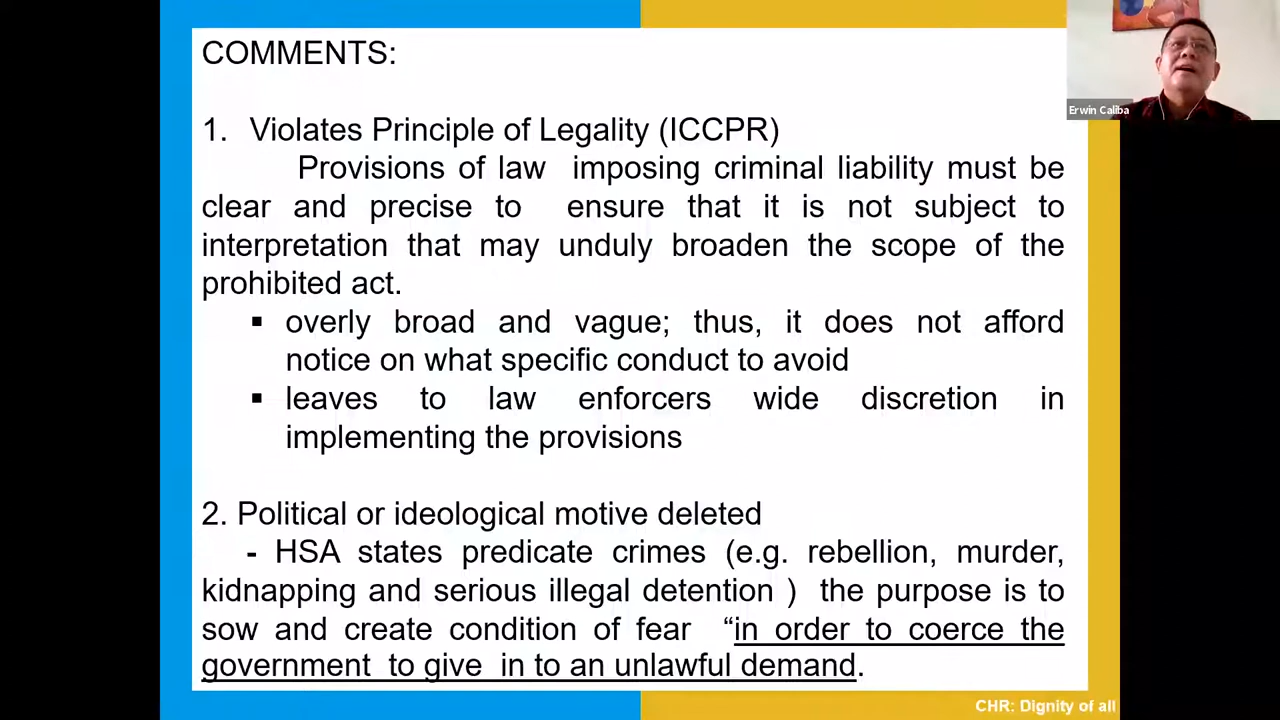 COMMENTS:
1. Violates Principle of Legality (ICCPR)
Provisions of law imposing criminal liability must be
clear and precise to ensure that it is not subject to
interpretation that may unduly broaden the scope of the
prohibited act.
▪ overly broad and vague; thus, it does not afford
notice on what specific conduct to avoid
▪ leaves to law enforcers wide discretion in
implementing the provisions
2. Political or ideological motive deleted
- HSA states predicate crimes (e.g. rebellion, murder,
kidnapping and serious illegal detention ) the purpose is to
sow and create condition of fear “in order to coerce the
government to give in to an unlawful demand.
Erwin Caliba
CHR: Dignity of all